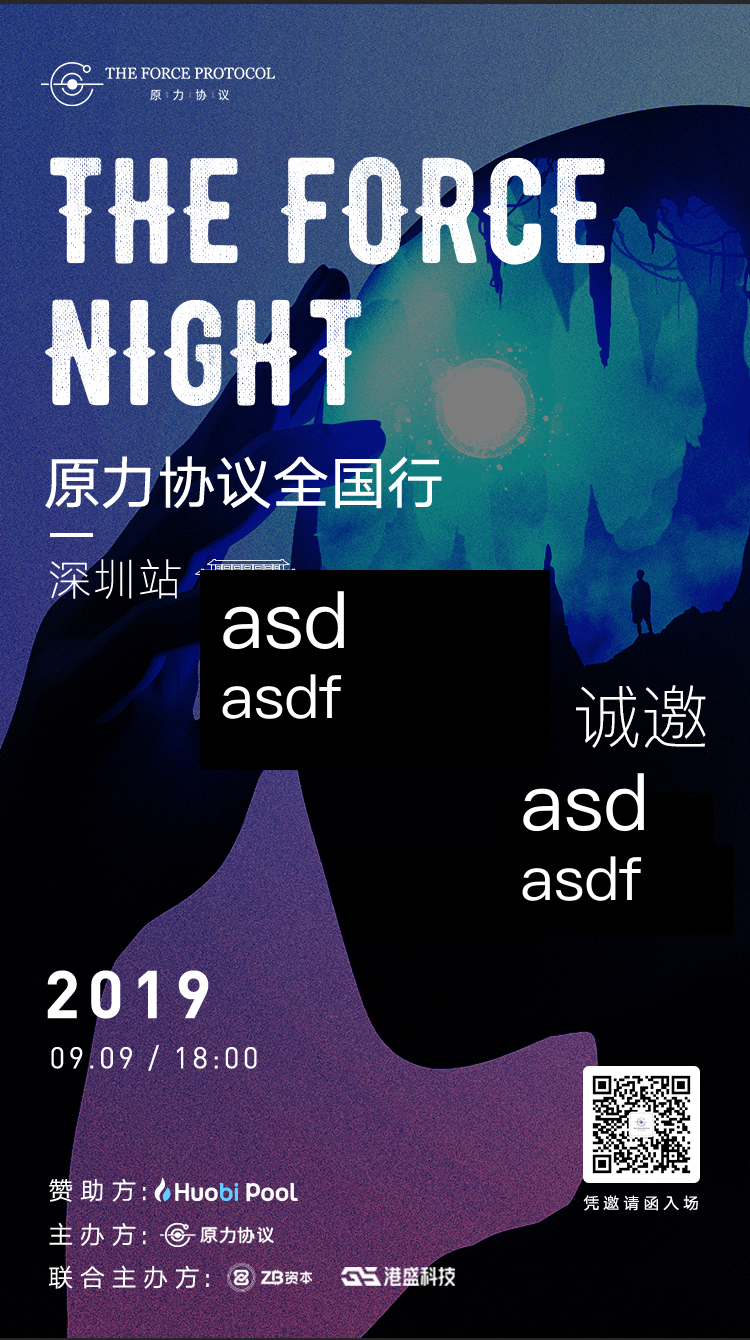 THE FORCE PROTOCOL
原力协议
THE FORCE
NIGHT
原力协议全国行
深圳站
asd
asdf
诚邀
asd
asdf
2019
09.09 / 18:00
凭邀请函入场
赞助方: Huobi Pool
主办方: 原力协议
联合主办方: ZB资本 港盛科技